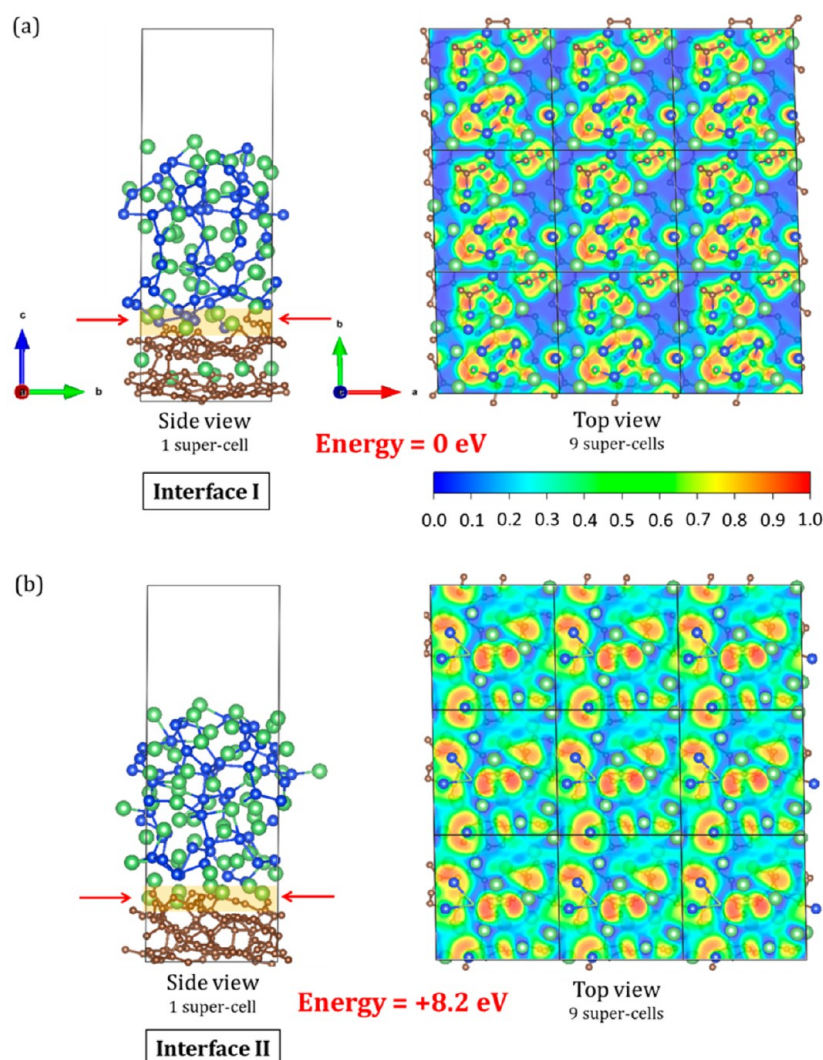 (a)
c
b
b
a
Side view
1 super-cell
Top view
9 super-cells
Energy = 0 eV
Interface I
0.0 0.1 0.2 0.3 0.4 0.5 0.6 0.7 0.8 0.9 1.0
(b)
Side view
1 super-cell
Top view
9 super-cells
Energy = +8.2 eV
Interface II